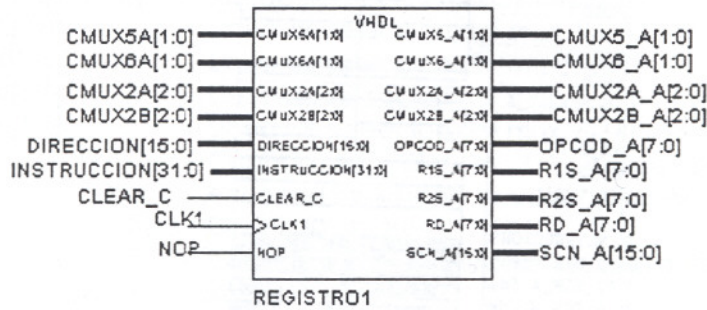 VHDL
CMUX5A[1:0] CMUX5A[1:0] CMUX5_A[1:0] CMUX5_A[1:0]
CMUX6A[1:0] CMUX6A[1:0] CMUX6_A[1:0] CMUX6_A[1:0]
CMUX2A[2:0] CMUX2A[2:0] CMUX2A_A[2:0] CMUX2A_A[2:0]
CMUX2B[2:0] CMUX2B[2:0] CMUX2B_A[2:0] CMUX2B_A[2:0]
DIRECCION[15:0] DIRECCION[15:0] OPCOD_A[7:0] OPCOD_A[7:0]
INSTRUCCION[31:0] INSTRUCCION[31:0] R1S_A[7:0] R1S_A[7:0]
CLEAR_C CLEAR_C R2S_A[7:0] R2S_A[7:0]
CLK1 CLK1 RD_A[7:0] RD_A[7:0]
NOP NOP SCN_A[15:0] SCN_A[15:0]
REGISTRO1